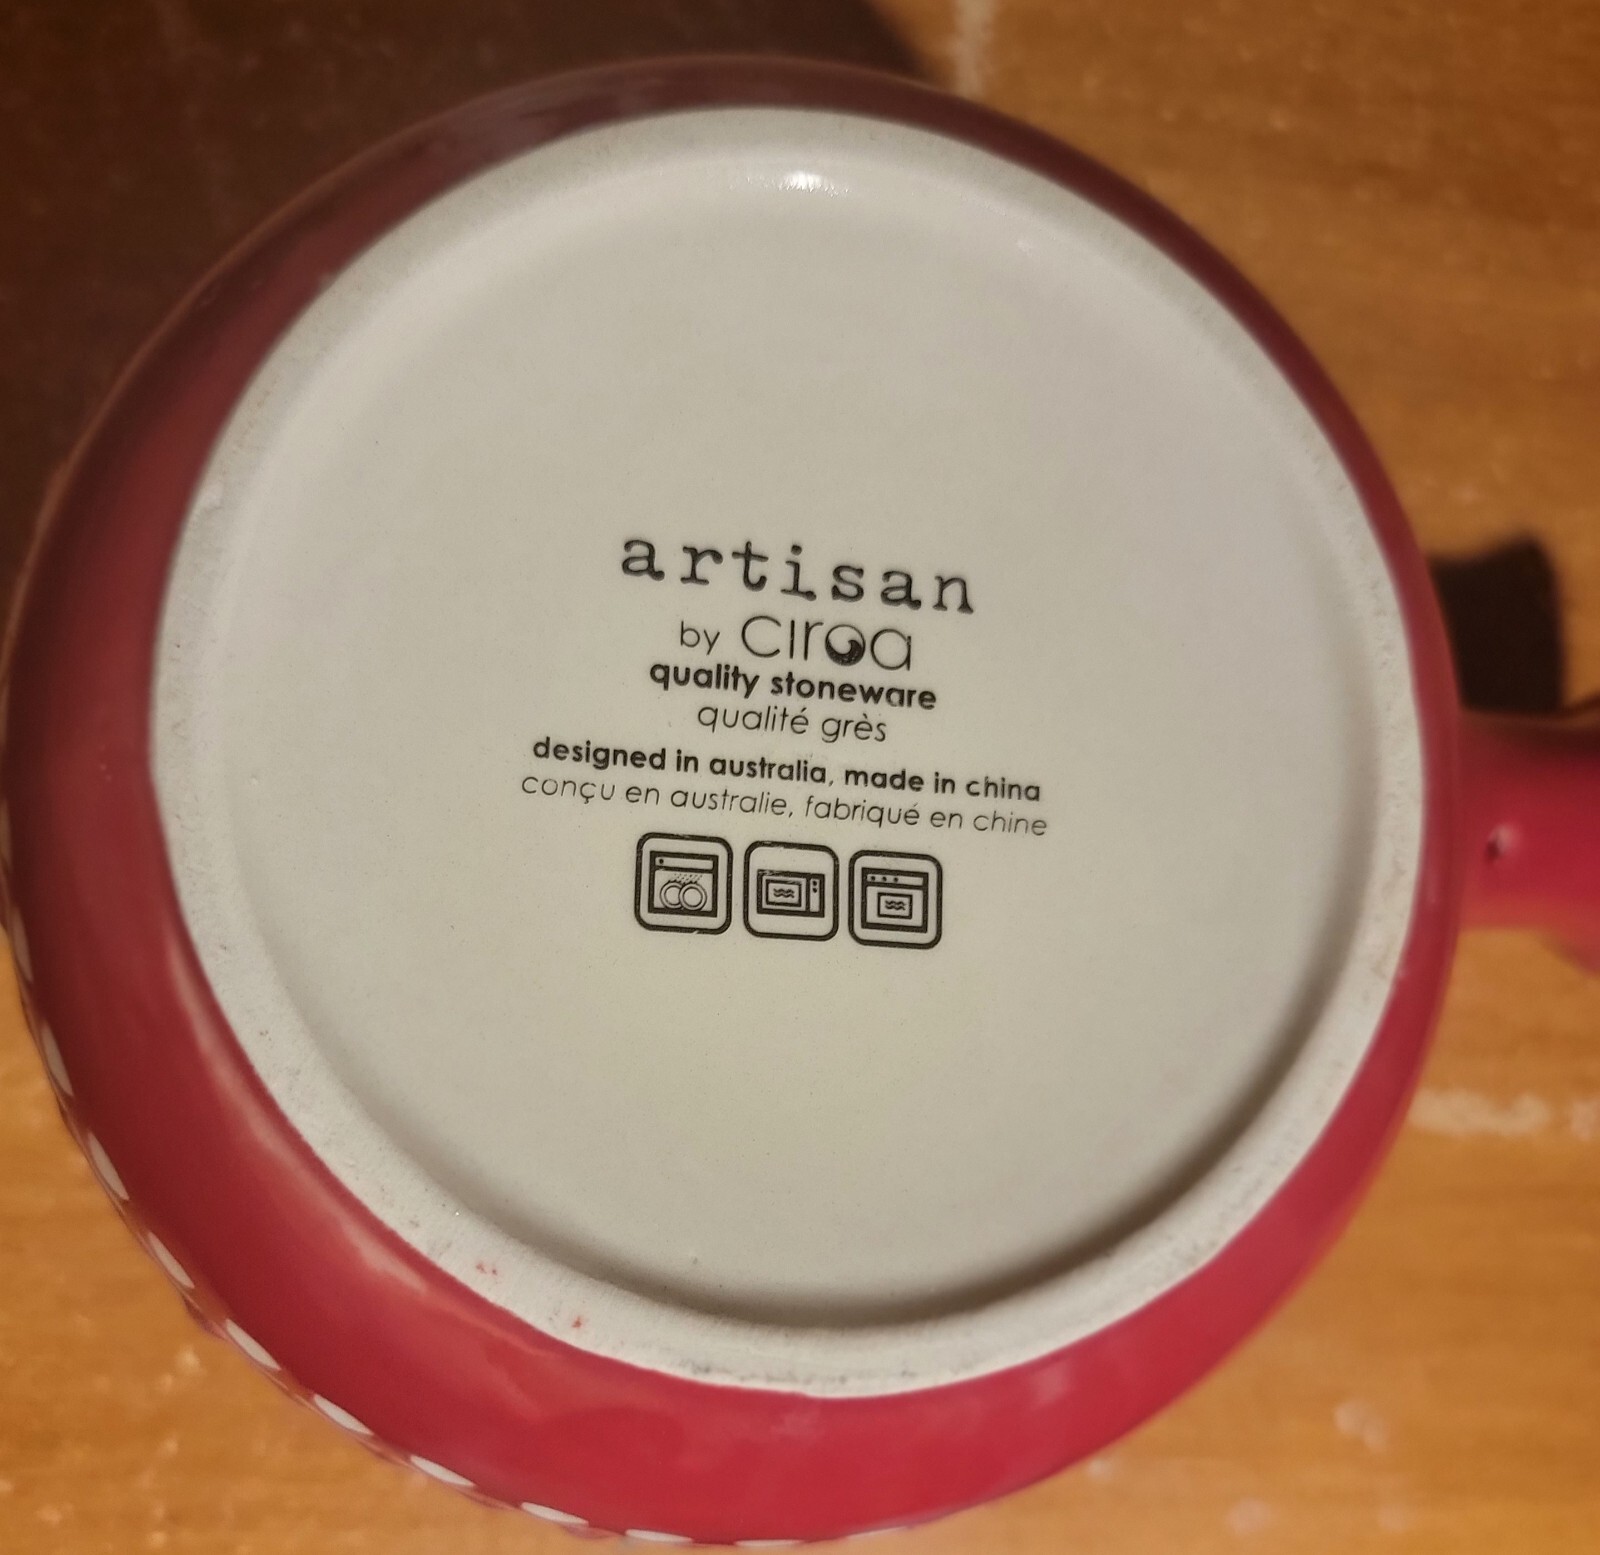 artisan
by ciroa
quality stoneware
qualité grès
designed in australia, made in china
conçu en australie, fabriqué en chine